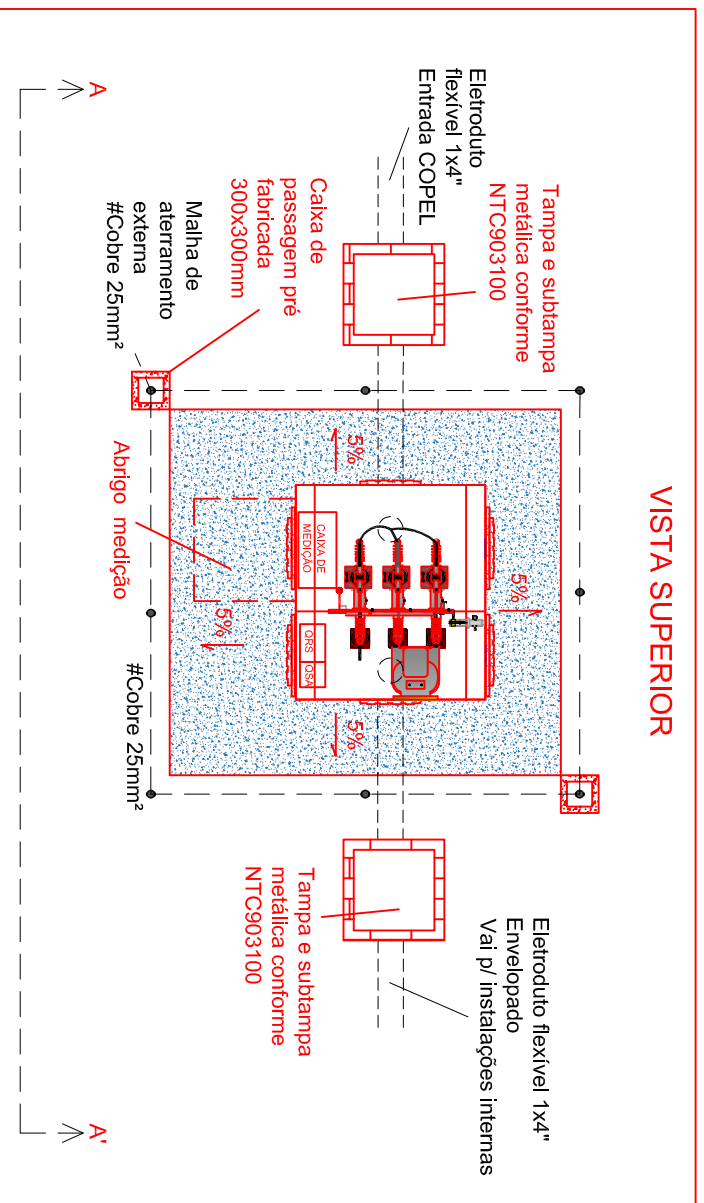 VISTA SUPERIOR
Eletroduto
flexível 1x4"
Entrada COPEL
Tampa e subtampa
metálica conforme
NTC903100
Caixa de
passagem pré
fabricada
300x300mm
Malha de
aterramento
externa
#Cobre 25mm²
A
Eletroduto flexível 1x4"
Envelopado
Vai p/ instalações internas
5%
5%
5%
5%
CAIXA DE
MEDIÇÃO
QRS
QSA
Abrigo medição
#Cobre 25mm²
Tampa e subtampa
metálica conforme
NTC903100
A'